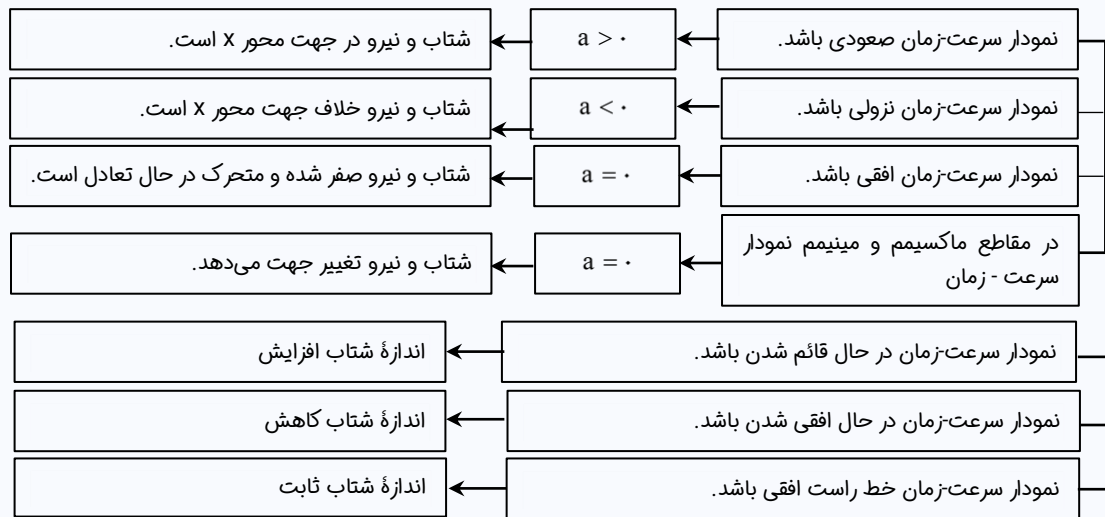 نمودار سرعت-زمان صعودی باشد.
a > ۰
شتاب و نیرو در جهت محور x است.
نمودار سرعت-زمان نزولی باشد.
a < ۰
شتاب و نیرو خلاف جهت محور x است.
نمودار سرعت-زمان افقی باشد.
a = ۰
شتاب و نیرو صفر شده و متحرک در حال تعادل است.
در مقاطع ماکسیمم و مینیمم نمودار
سرعت - زمان
a = ۰
شتاب و نیرو تغییر جهت می‌دهد.
نمودار سرعت-زمان در حال قائم شدن باشد.
اندازهٔ شتاب افزایش
نمودار سرعت-زمان در حال افقی شدن باشد.
اندازهٔ شتاب کاهش
نمودار سرعت-زمان خط راست افقی باشد.
اندازهٔ شتاب ثابت